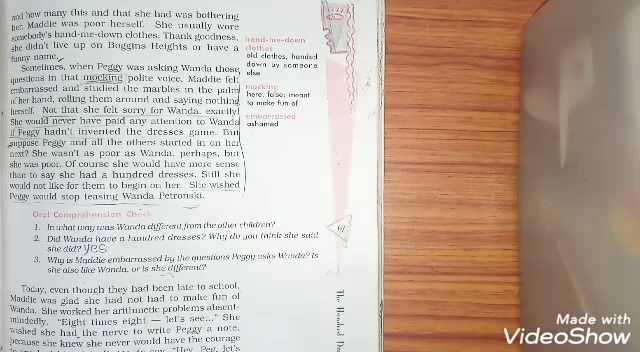 and how many this and that she had was bothering
her. Maddie was poor herself. She usually wore
somebody's hand-me-down clothes. Thank goodness,
she didn't live up on Boggins Heights or have a
funny name.
Sometimes, when Peggy was asking Wanda those
questions in that mocking polite voice, Maddie felt
embarrassed and studied the marbles in the palm
of her hand, rolling them around and saying nothing
herself. Not that she felt sorry for Wanda, exactly.
She would never have paid any attention to Wanda
if Peggy hadn't invented the dresses game. But
suppose Peggy and all the others started in on her
next? She wasn't as poor as Wanda, perhaps, but
she was poor. Of course she would have more sense
than to say she had a hundred dresses. Still she
would not like for them to begin on her. She wished
Peggy would stop teasing Wanda Petronski.
hand-me-down
clothes
old clothes, handed
down by someone
else
mocking
here, false; meant
to make fun of
embarrassed
ashamed
Oral Comprehension Check
1. In what way was Wanda different from the other children?
2. Did Wanda have a hundred dresses? Why do you think she said
she did? yes
3. Why is Maddie embarrassed by the questions Peggy asks Wanda? Is
she also like Wanda, or is she different?
67
Today, even though they had been late to school,
Maddie was glad she had not had to make fun of
Wanda. She worked her arithmetic problems absent-
mindedly. "Eight times eight — let's see..." She
wished she had the nerve to write Peggy a note,
because she knew she never would have the courage
"Hey, Peg, let's
The Hundred
Made with
VideoShow